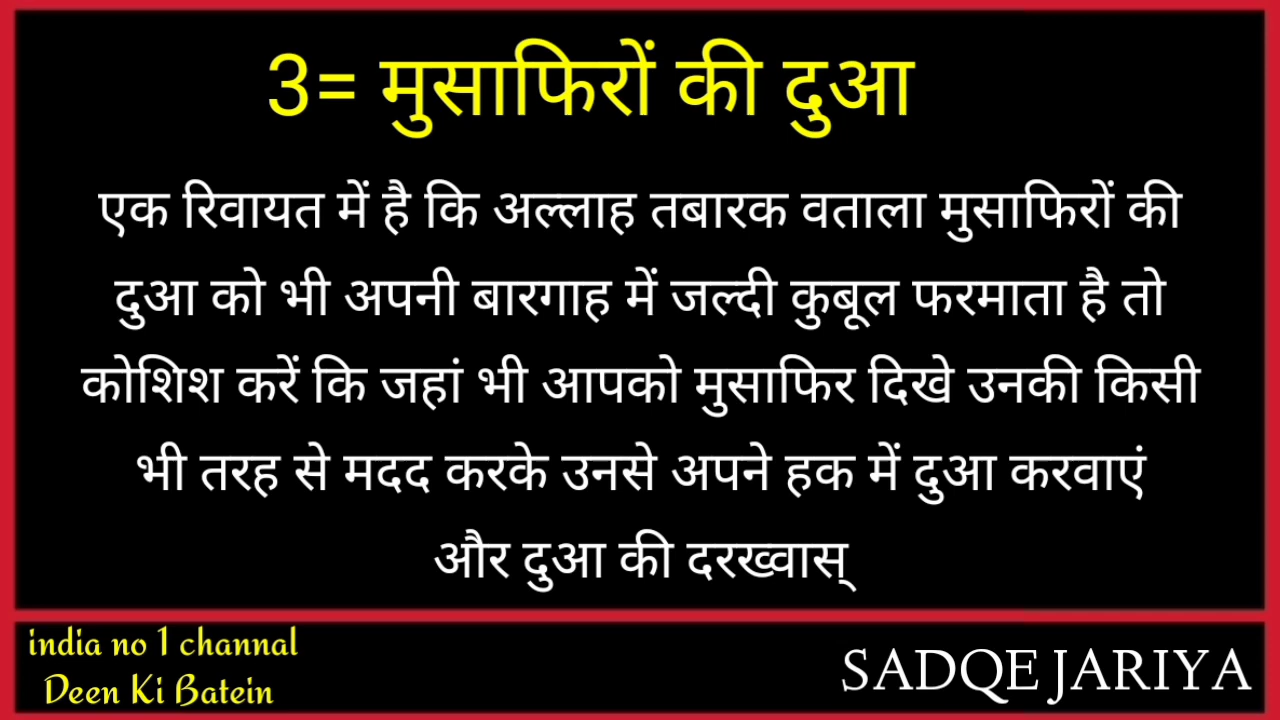 3= मुसाफिरों की दुआ
एक रिवायत में है कि अल्लाह तबारक वताला मुसाफिरों की
दुआ को भी अपनी बारगाह में जल्दी कुबूल फरमाता है तो
कोशिश करें कि जहां भी आपको मुसाफिर दिखे उनकी किसी
भी तरह से मदद करके उनसे अपने हक में दुआ करवाएं
और दुआ की दरख्वास्
india no 1 channal
Deen Ki Batein
SADQE JARIYA